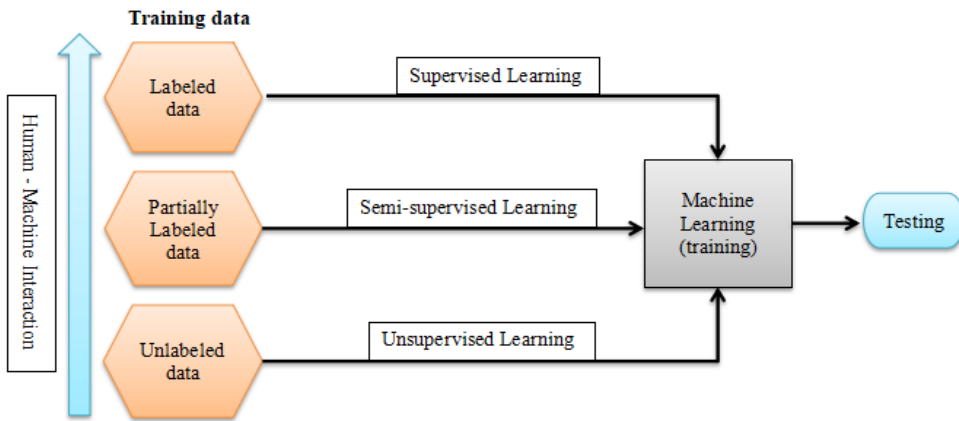 Training data
Human - Machine Interaction
Labeled
data
Supervised Learning
Partially
Labeled
data
Semi-supervised Learning
Machine
Learning
(training)
Testing
Unlabeled
data
Unsupervised Learning